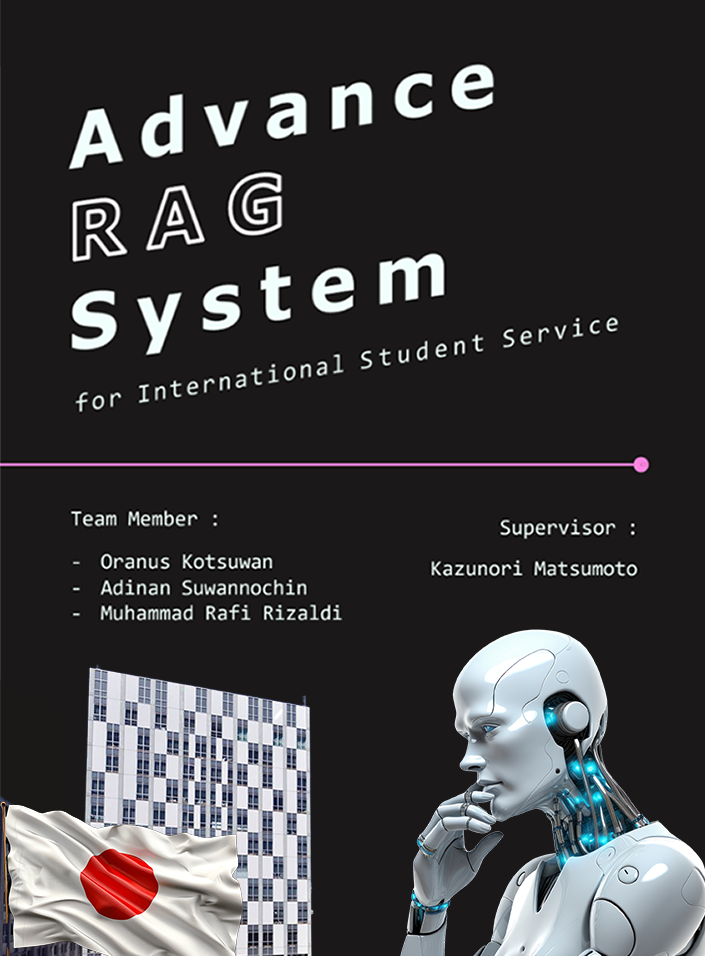 Advance
RAG
System
for International Student Service
Team Member :
- Oranus Kotsuwan
- Adinan Suwannochin
- Muhammad Rafi Rizaldi
Supervisor :
Kazunori Matsumoto